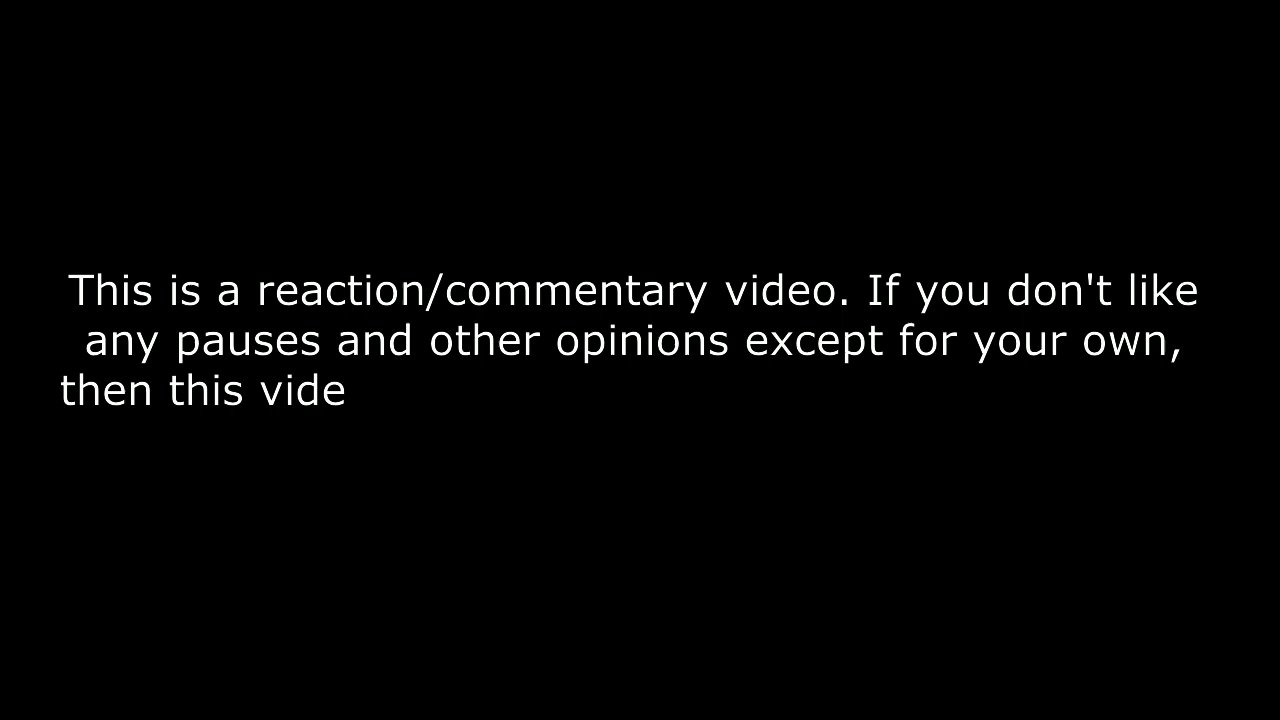 This is a reaction/commentary video. If you don't like
any pauses and other opinions except for your own,
then this vide